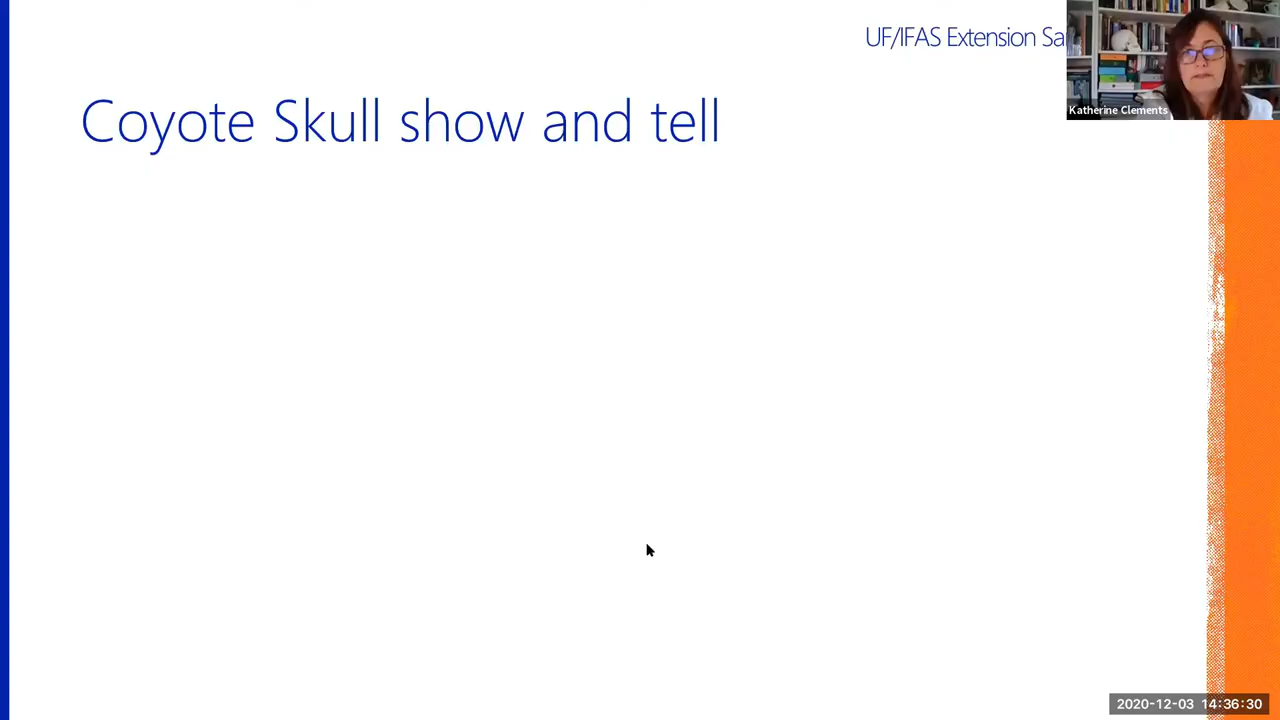 UF/IFAS Extension
Katherine Clements
Coyote Skull show and tell
2020-12-03 14:36:30